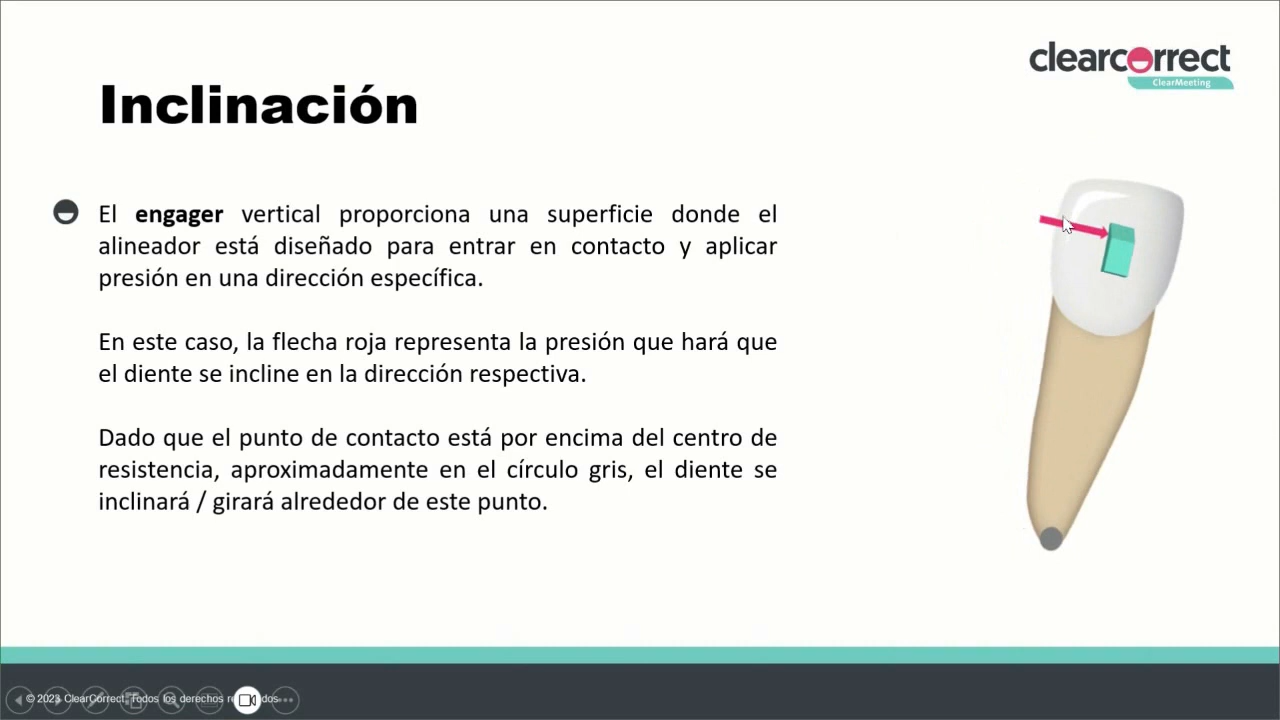 clearcorrect
ClearMeeting
Inclinación
El engager vertical proporciona una superficie donde el
alineador está diseñado para entrar en contacto y aplicar
presión en una dirección específica.
En este caso, la flecha roja representa la presión que hará que
el diente se incline en la dirección respectiva.
Dado que el punto de contacto está por encima del centro de
resistencia, aproximadamente en el círculo gris, el diente se
inclinará / girará alrededor de este punto.
© 2023 ClearCorrect. Todos los derechos